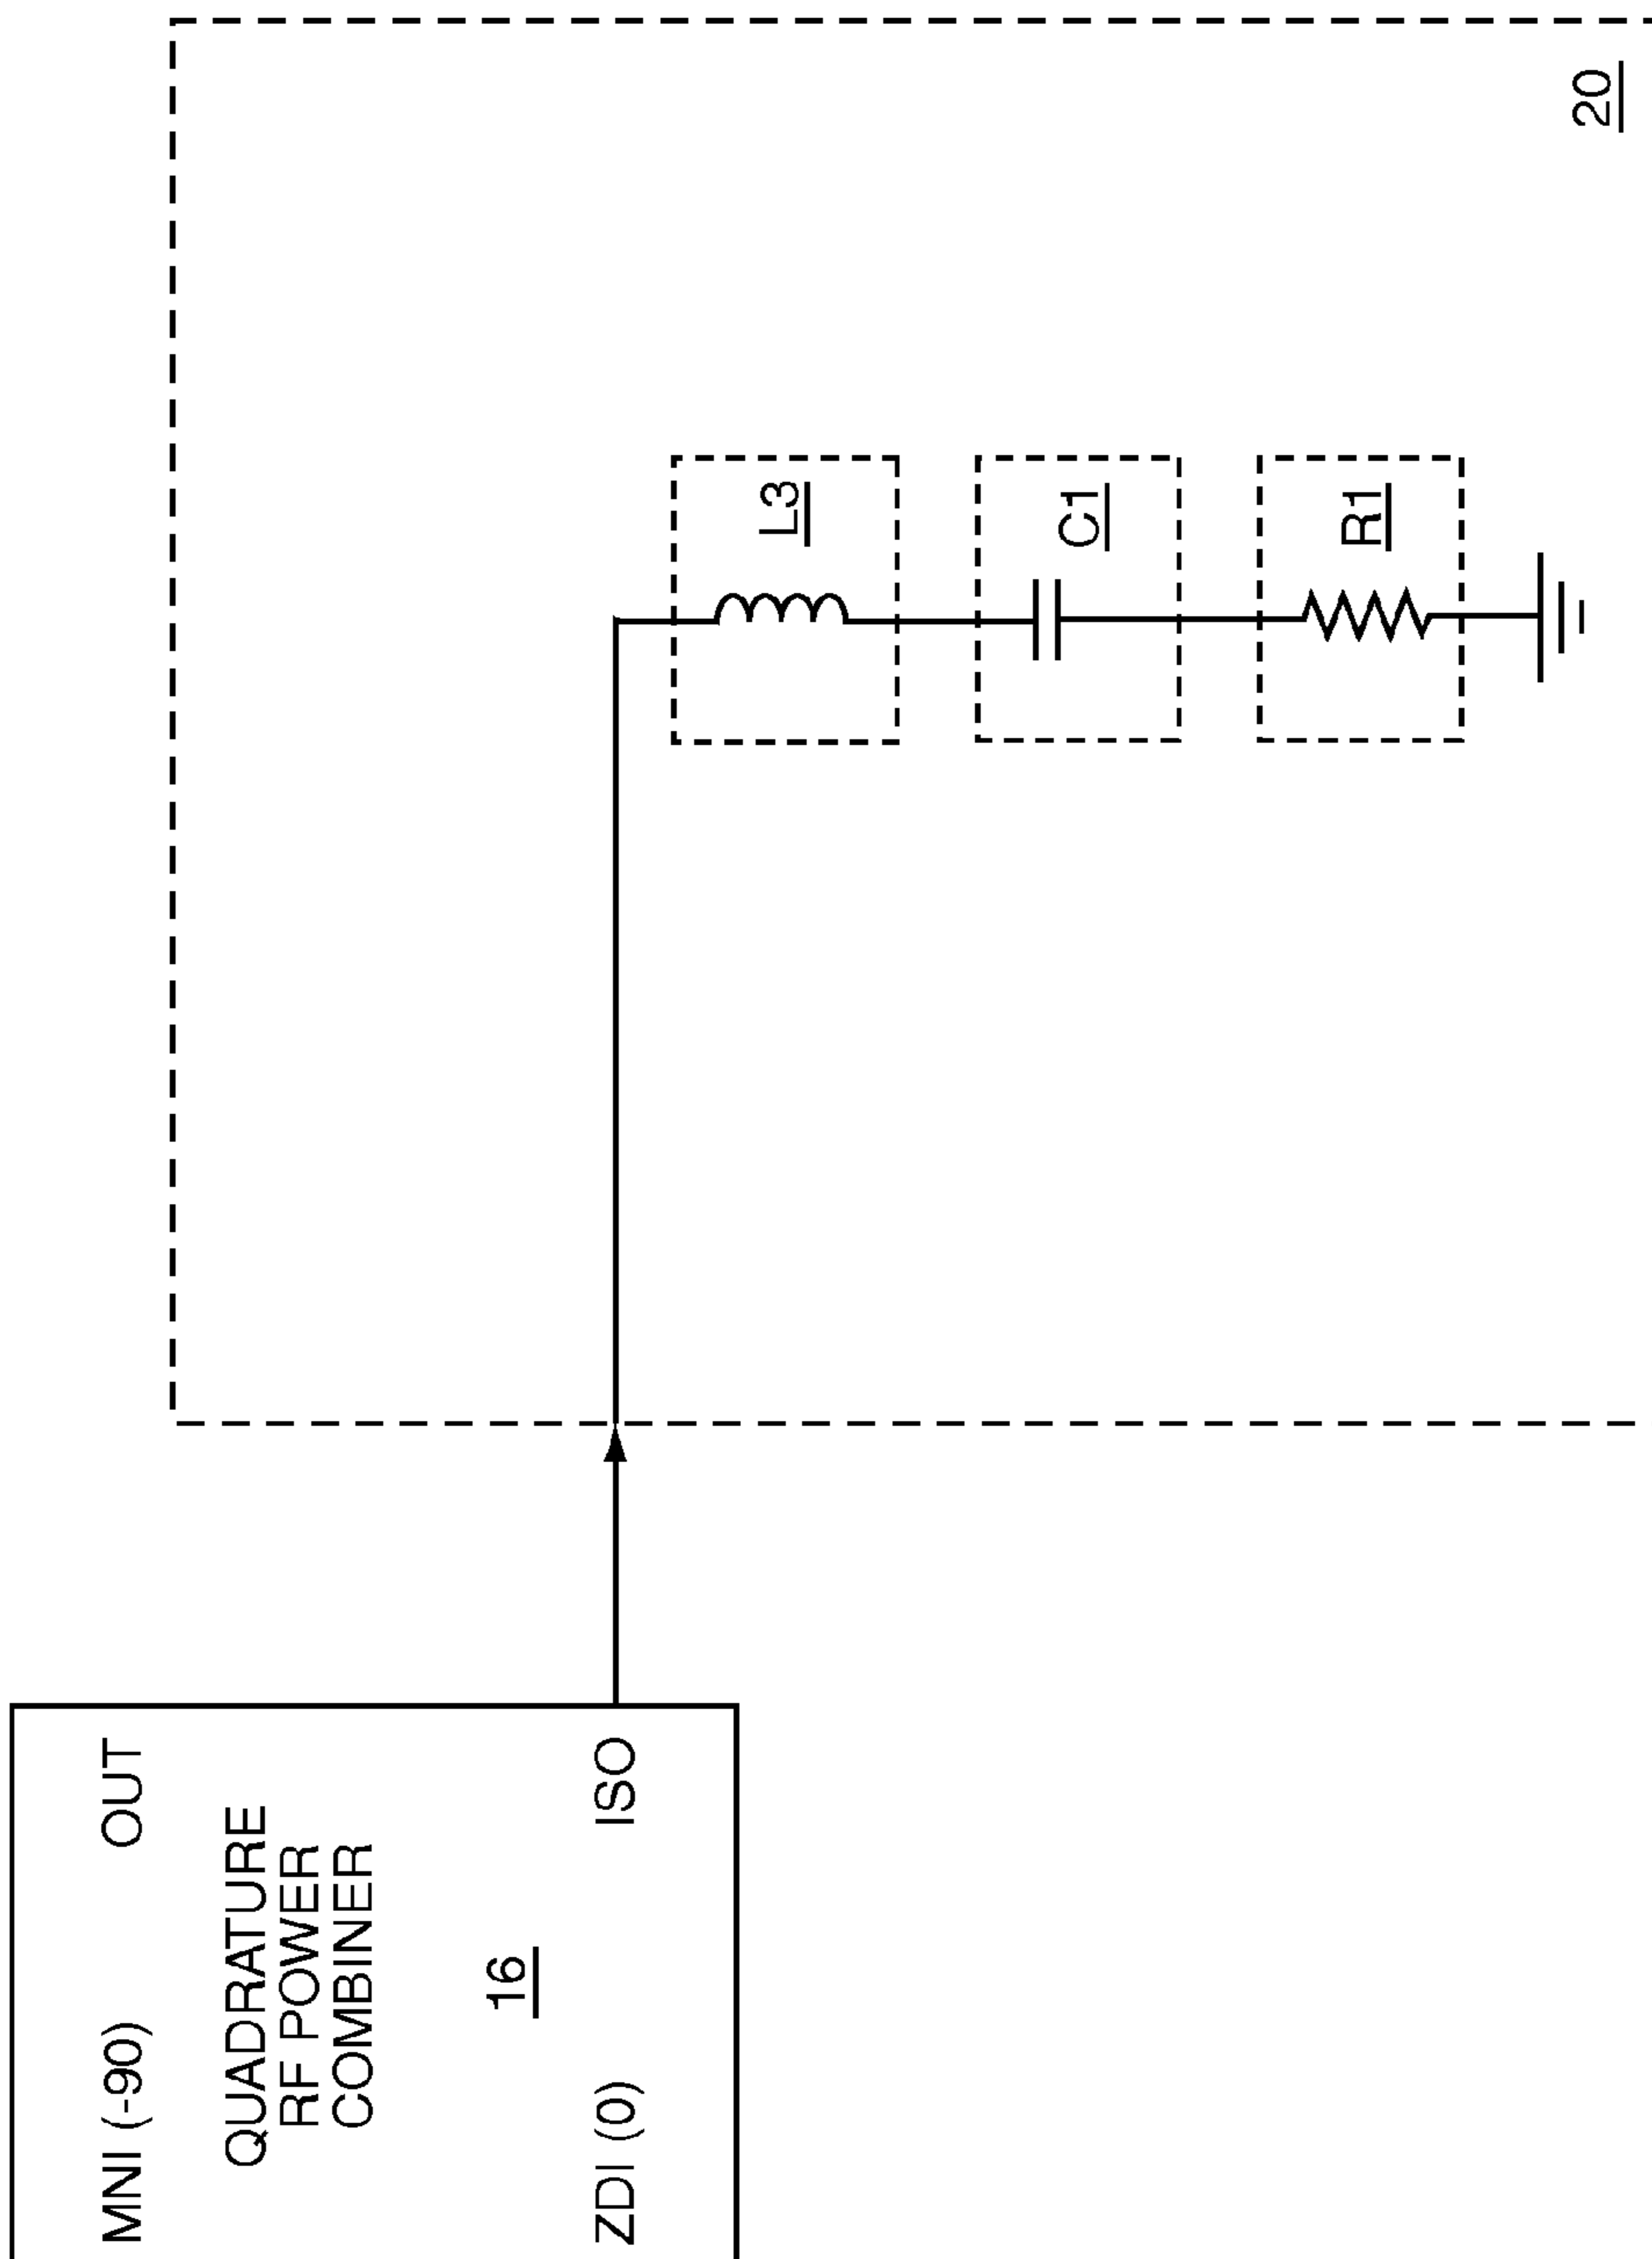 MNI (-90) OUT
QUADRATURE
RF POWER
COMBINER
16
ZDI (0) ISO
L3
C1
R1
20